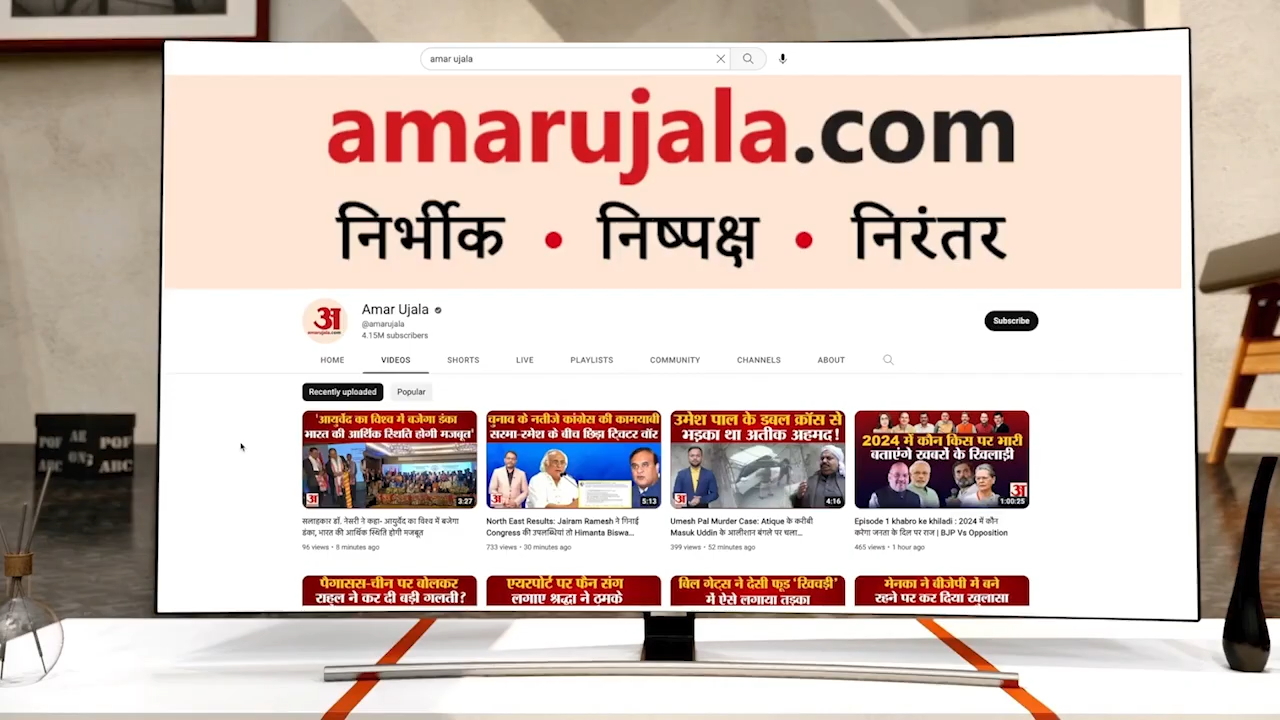 amar ujala
amarujala.com
निर्भीक • निष्पक्ष • निरंतर
अ
amarujala.com
Amar Ujala
@amarujala
4.15M subscribers
Subscribe
HOME VIDEOS SHORTS LIVE PLAYLISTS COMMUNITY CHANNELS ABOUT
Recently uploaded Popular
'आयुर्वेद का विश्व में बजेगा डंका
भारत की आर्थिक स्थिति होगी मजबूत'
अ
3:27
चुनाव के नतीजे कांग्रेस की कामयाबी
सरमा-रमेश के बीच छिड़ा ट्विटर वॉर
अ
5:13
उमेश पाल के डबल क्रॉस से
भड़का था अतीक अहमद!
अ
4:16
2024 में कौन किस पर भारी
बताएंगे खबरों के खिलाड़ी
अ
1:00:25
सलाहकार डॉ. नेसरी ने कहा- आयुर्वेद का विश्व में बजेगा
डंका, भारत की आर्थिक स्थिति होगी मजबूत
96 views • 8 minutes ago
North East Results: Jairam Ramesh ने गिनाई
Congress की उपलब्धियां तो Himanta Biswa...
733 views • 30 minutes ago
Umesh Pal Murder Case: Atique के करीबी
Masuk Uddin के आलीशान बंगले पर चला...
399 views • 52 minutes ago
Episode 1 khabro ke khiladi : 2024 में कौन
करेगा जनता के दिल पर राज | BJP Vs Opposition
465 views • 1 hour ago
पैगासस-चीन पर बोलकर
राहुल ने कर दी बड़ी गलती?
एयरपोर्ट पर फैन संग
लगाए श्रद्धा ने ठुमके
बिल गेट्स ने देसी फूड 'खिचड़ी'
में ऐसे लगाया तड़का
मेनका ने बीजेपी में बने
रहने पर कर दिया खुलासा
POF
ABC
POF
ABC